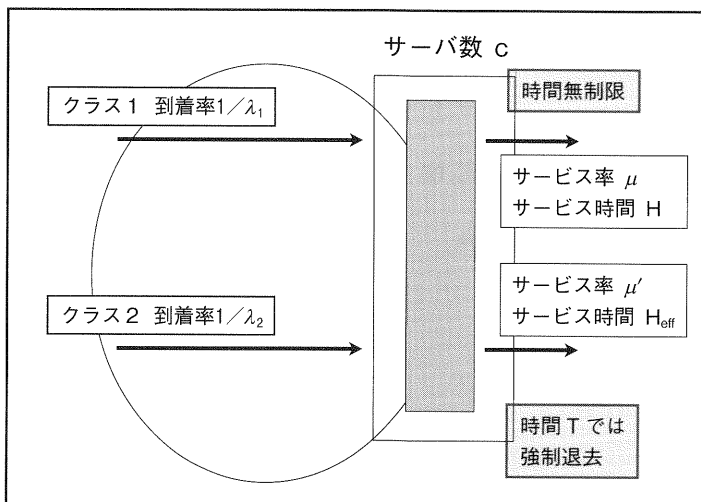 サーバ数 C
時間無制限
クラス1 到着率1/λ₁
サービス率 μ
サービス時間 H
クラス2 到着率1/λ₂
サービス率 μ′
サービス時間 Heff
時間Tでは
強制退去